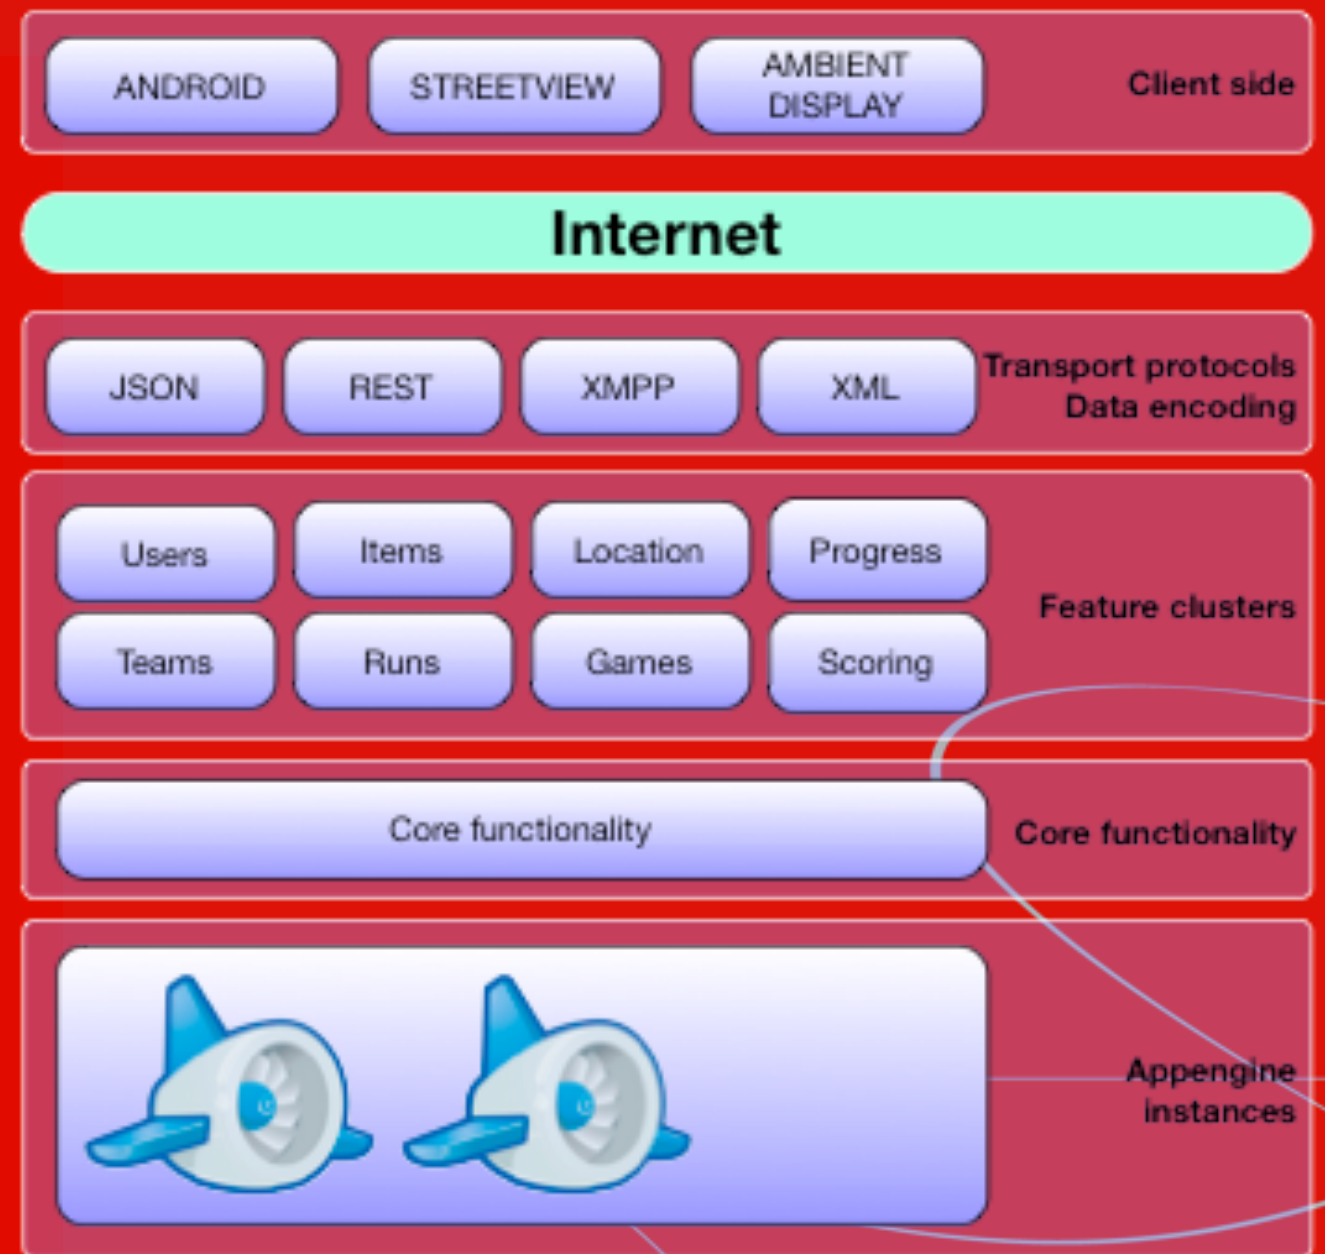 ANDROID
STREETVIEW
AMBIENT
DISPLAY
Client side
Internet
JSON
REST
XMPP
XML
Transport protocols
Data encoding
Users
Items
Location
Progress
Teams
Runs
Games
Scoring
Feature clusters
Core functionality
Core functionality
Appengine
instances